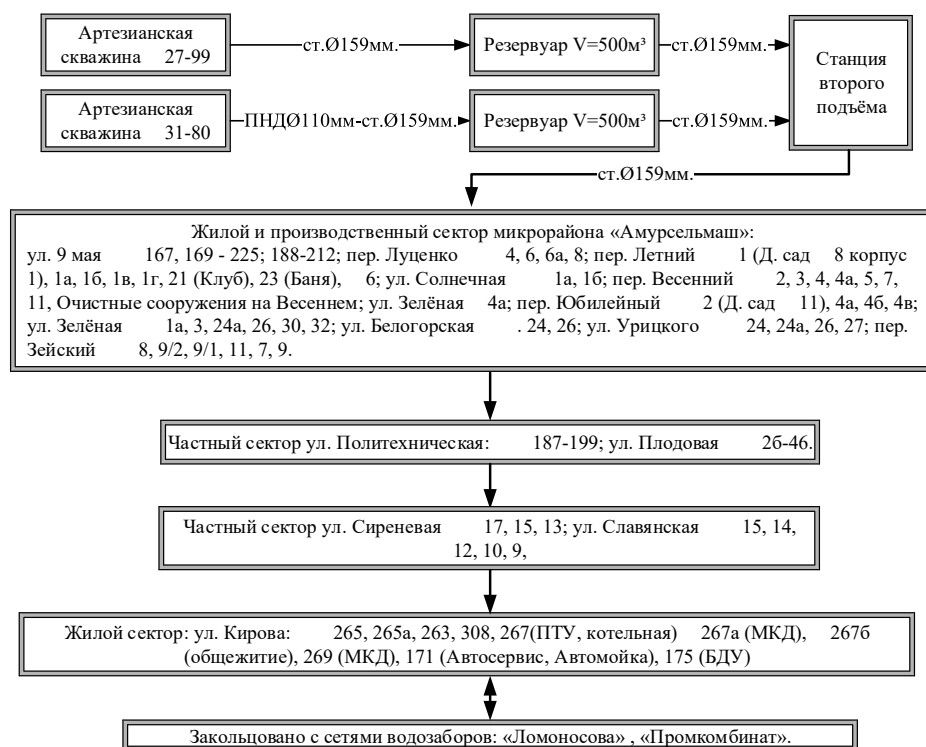 Артезианская
скважина 27-99
ст.Ø159мм.
Резервуар V=500м³
ст.Ø159мм.
Станция
второго
подъёма
Артезианская
скважина 31-80
ПНДØ110мм-ст.Ø159мм.
Резервуар V=500м³
ст.Ø159мм.
ст.Ø159мм.
Жилой и производственный сектор микрорайона «Амурсельмаш»:
ул. 9 мая 167, 169 - 225; 188-212; пер. Луценко 4, 6, 6а, 8; пер. Летний 1 (Д. сад 8 корпус
1), 1а, 1б, 1в, 1г, 21 (Клуб), 23 (Баня), 6; ул. Солнечная 1а, 1б; пер. Весенний 2, 3, 4, 4а, 5, 7,
11, Очистные сооружения на Весеннем; ул. Зелёная 4а; пер. Юбилейный 2 (Д. сад 11), 4а, 4б, 4в;
ул. Зелёная 1а, 3, 24а, 26, 30, 32; ул. Белогорская . 24, 26; ул. Урицкого 24, 24а, 26, 27; пер.
Зейский 8, 9/2, 9/1, 11, 7, 9.
Частный сектор ул. Политехническая: 187-199; ул. Плодовая 2б-46.
Частный сектор ул. Сиреневая 17, 15, 13; ул. Славянская 15, 14,
12, 10, 9,
Жилой сектор: ул. Кирова: 265, 265а, 263, 308, 267(ПТУ, котельная) 267а (МКД), 267б
(общежитие), 269 (МКД), 171 (Автосервис, Автомойка), 175 (БДУ)
Закольцовано с сетями водозаборов: «Ломоносова» , «Промкомбинат».